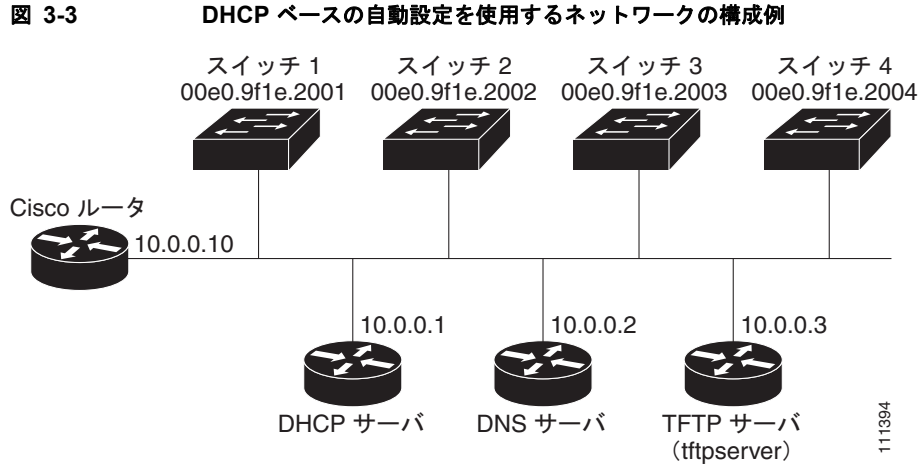 図 3-3 DHCP ベースの自動設定を使用するネットワークの構成例
スイッチ 1 スイッチ 2 スイッチ 3 スイッチ 4
00e0.9f1e.2001 00e0.9f1e.2002 00e0.9f1e.2003 00e0.9f1e.2004
Cisco ルータ
10.0.0.10
10.0.0.1 10.0.0.2 10.0.0.3
DHCP サーバ DNS サーバ TFTP サーバ
（tftpserver）
111394